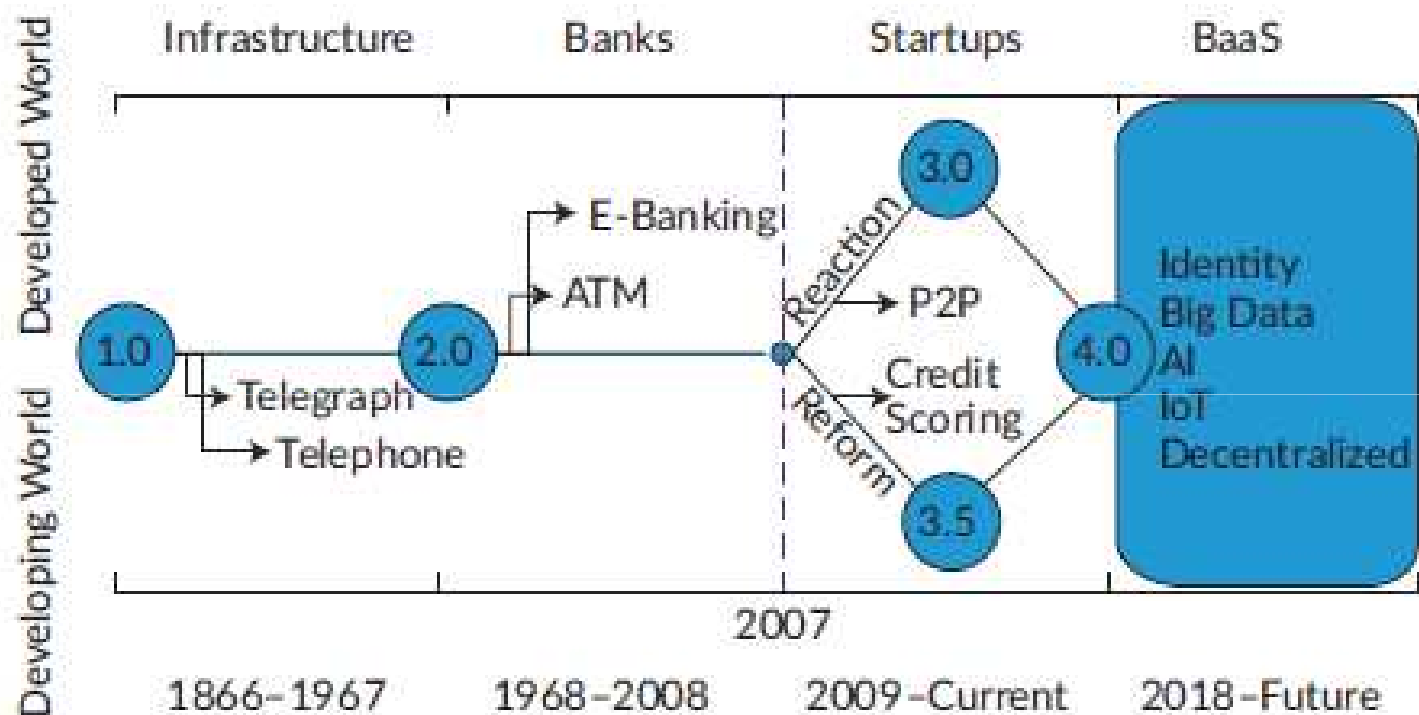 Infrastructure Banks Startups BaaS
Developed World
Developing World
3.0
E-Banking
Reaction
ATM
P2P
1.0
2.0
4.0
Identity
Big Data
AI
IoT
Decentralized
Telegraph
Telephone
Credit
Scoring
Reform
3.5
2007
1866–1967 1968–2008 2009–Current 2018–Future